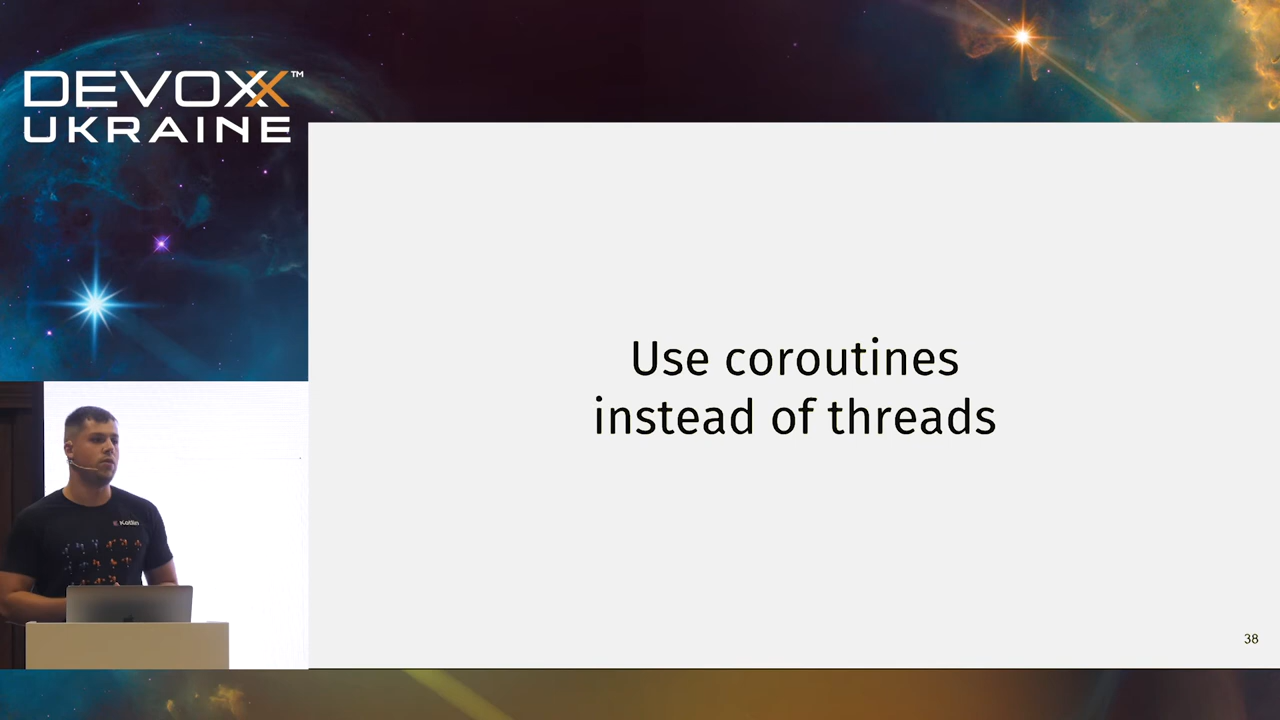 DEVOXX™
UKRAINE
Use coroutines
instead of threads
Kotlin
38